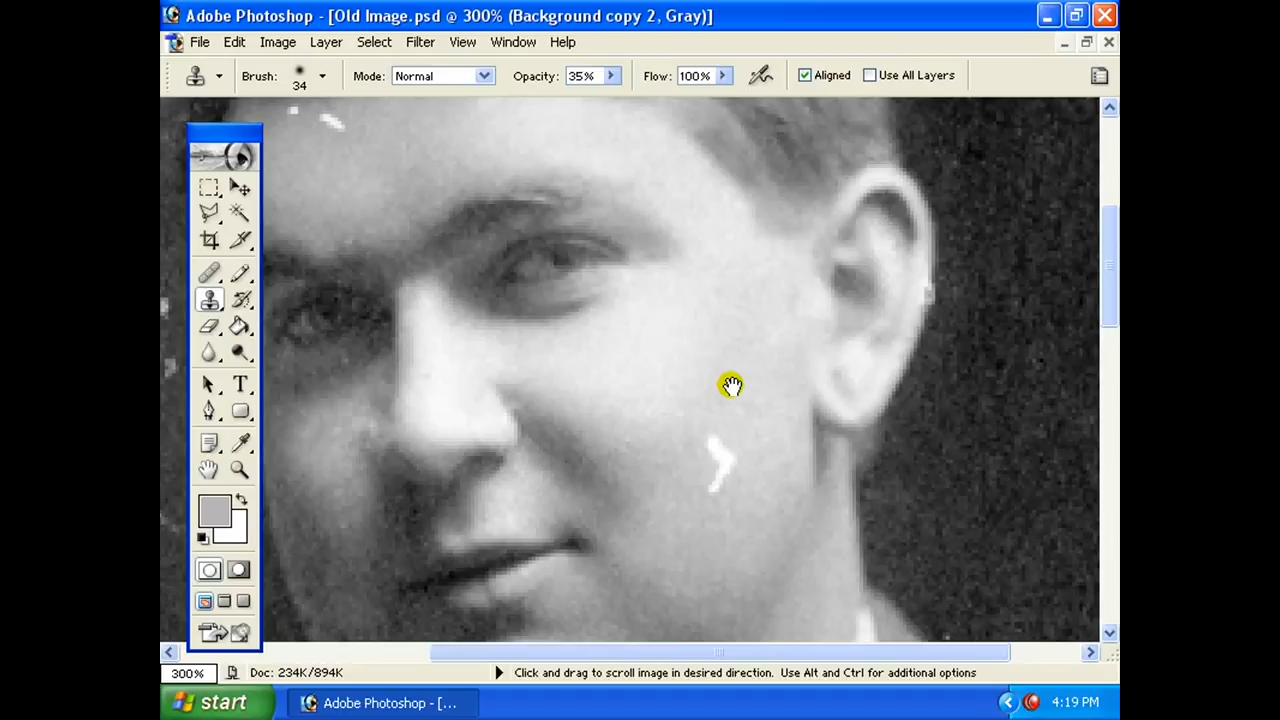 Adobe Photoshop - [Old Image.psd @ 300% (Background copy 2, Gray)]
File Edit Image Layer Select Filter View Window Help
Brush: 34 Mode: Normal Opacity: 35% Flow: 100% Aligned Use All Layers
T
300% Doc: 234K/894K Click and drag to scroll image in desired direction. Use Alt and Ctrl for additional options
start Adobe Photoshop - [... 4:19 PM